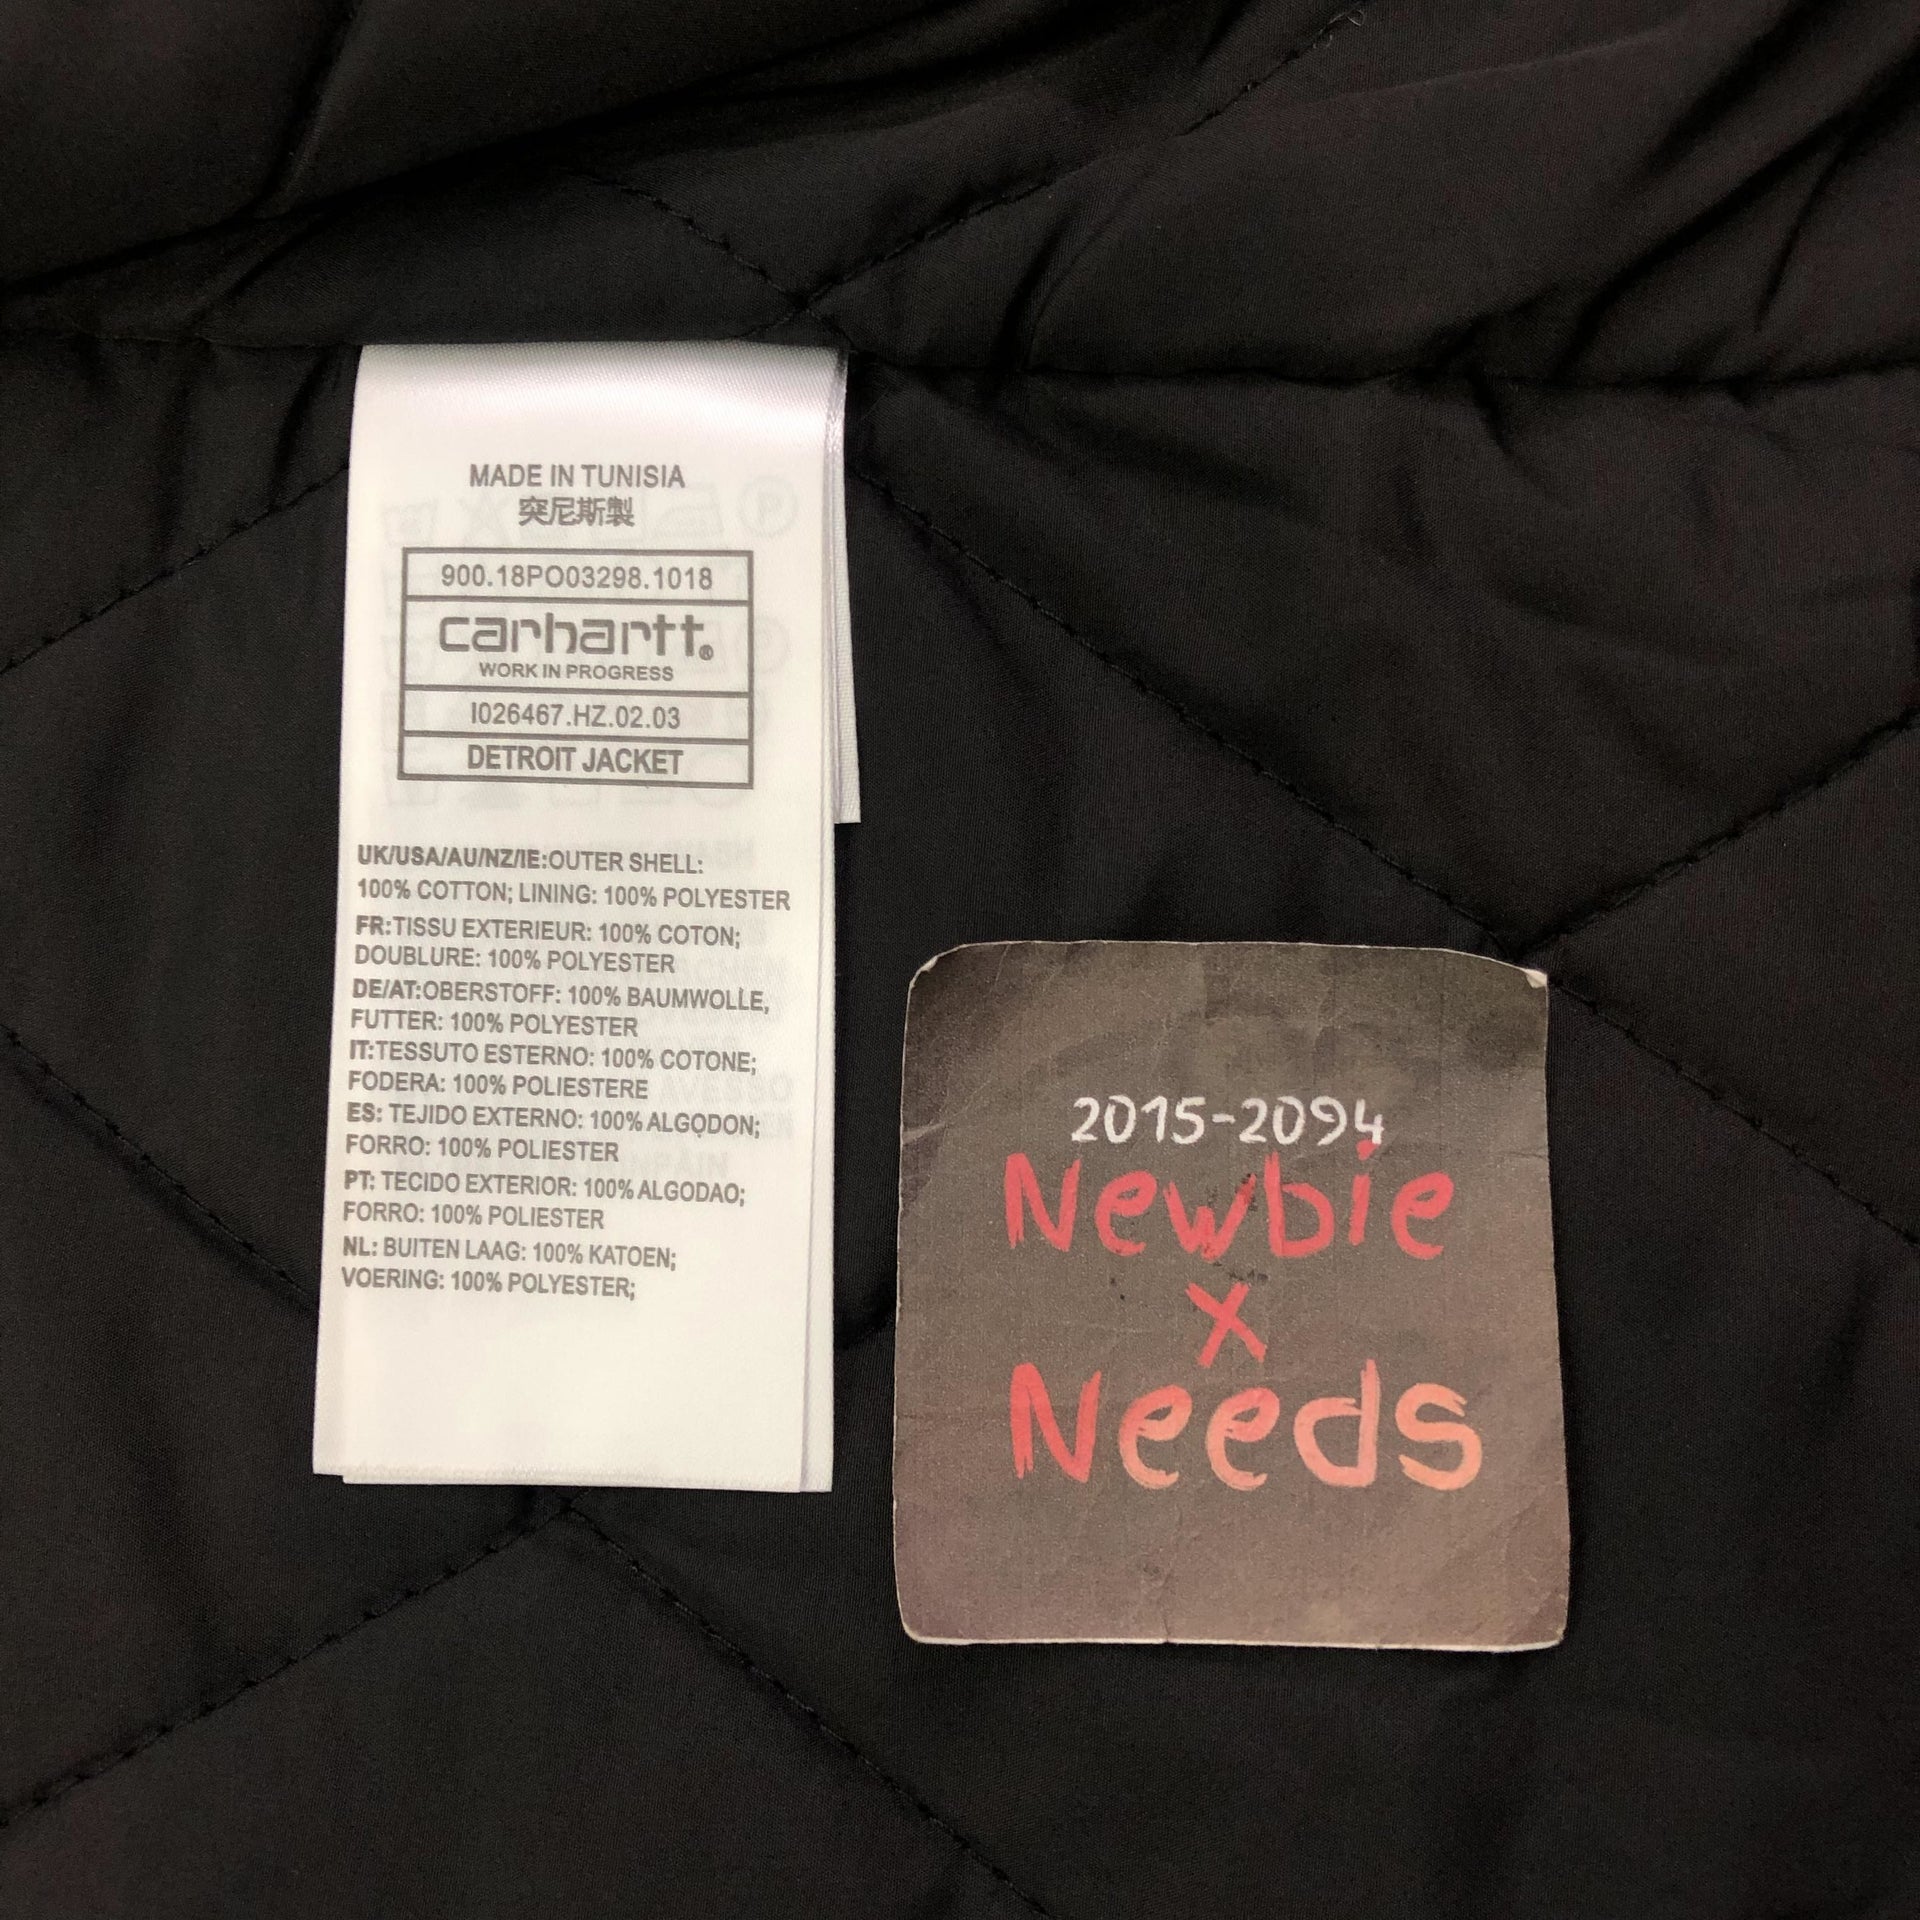 MADE IN TUNISIA
突尼斯製
900.18PO03298.1018
carhartt®
WORK IN PROGRESS
I026467.HZ.02.03
DETROIT JACKET
UK/USA/AU/NZ/IE:OUTER SHELL:
100% COTTON; LINING: 100% POLYESTER
FR:TISSU EXTERIEUR: 100% COTON;
DOUBLURE: 100% POLYESTER
DE/AT:OBERSTOFF: 100% BAUMWOLLE,
FUTTER: 100% POLYESTER
IT:TESSUTO ESTERNO: 100% COTONE;
FODERA: 100% POLIESTERE
ES: TEJIDO EXTERNO: 100% ALGODON;
FORRO: 100% POLIESTER
PT: TECIDO EXTERIOR: 100% ALGODAO;
FORRO: 100% POLIESTER
NL: BUITEN LAAG: 100% KATOEN;
VOERING: 100% POLYESTER;
2015-2094
Newbie
x
Needs